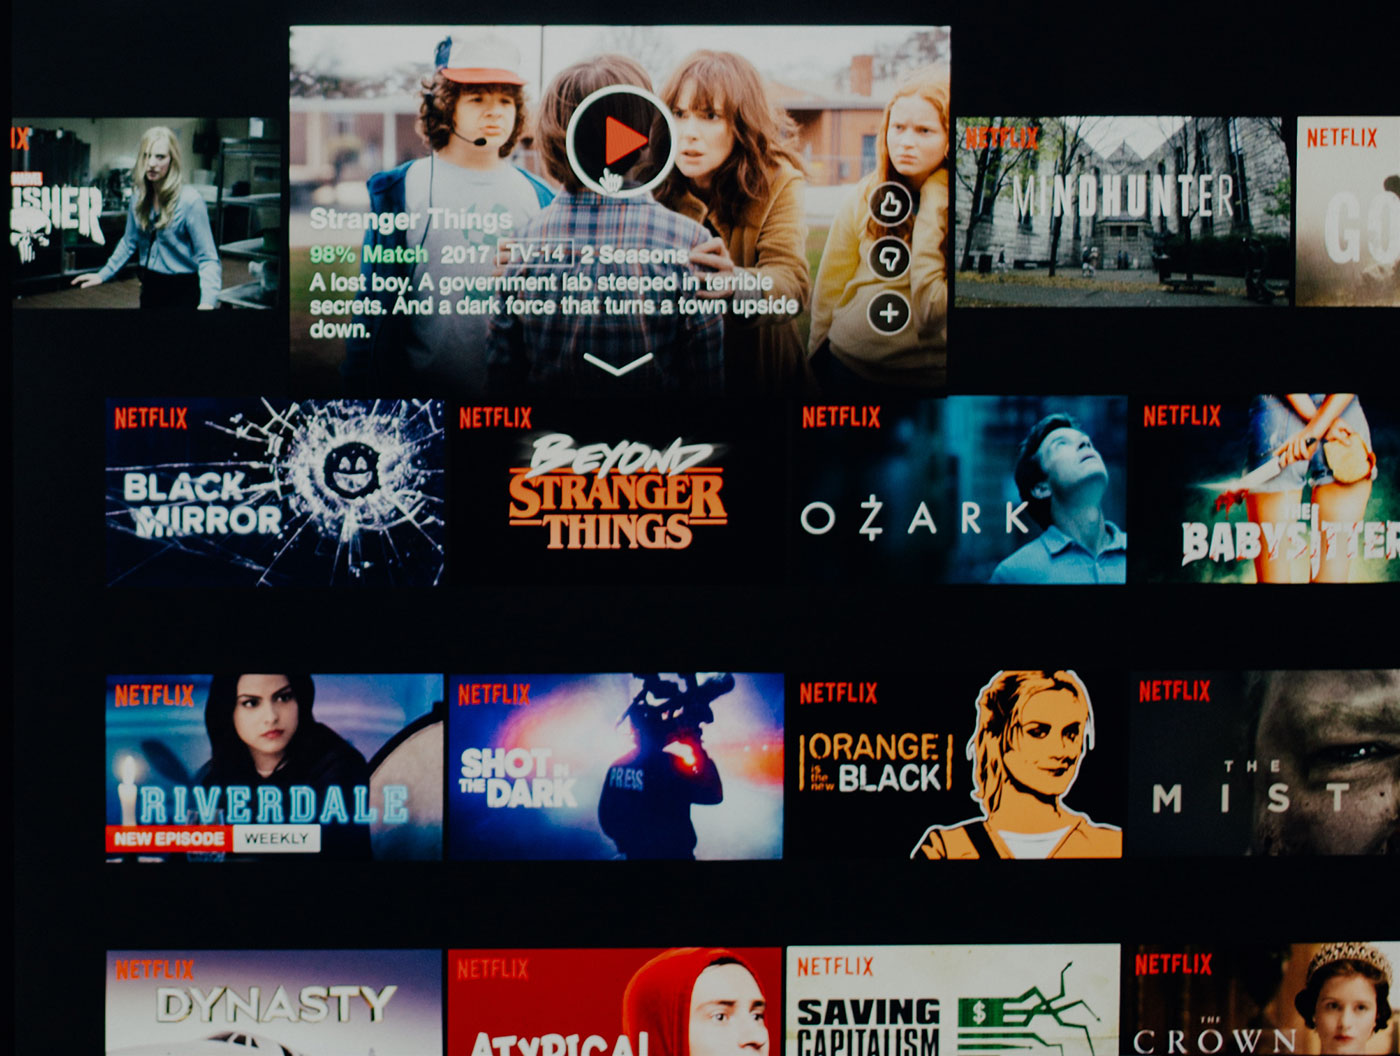 IX
MARVEL
ISHER
Stranger Things
98% Match 2017 TV-14 2 Seasons
A lost boy. A government lab steeped in terrible
secrets. And a dark force that turns a town upside
down.
NETFLIX
MINDHUNTER
NETFLIX
GO
NETFLIX
BLACK
MIRROR
NETFLIX
BEYOND
STRANGER
THINGS
NETFLIX
OZARK
NETFLIX
THE
BABYSITTER
NETFLIX
RIVERDALE
NEW EPISODE WEEKLY
NETFLIX
SHOT IN
THE DARK
PRESS
NETFLIX
ORANGE
is the new BLACK
NETFLIX
THE
MIST
NETFLIX
DYNASTY
NETFLIX
ATYPICAL
NETFLIX
SAVING
CAPITALISM
$
NETFLIX
THE
CROWN